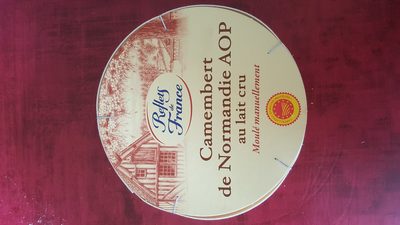 Reflets
de
France
Camembert
de Normandie AOP
au lait cru
Moulé manuellement